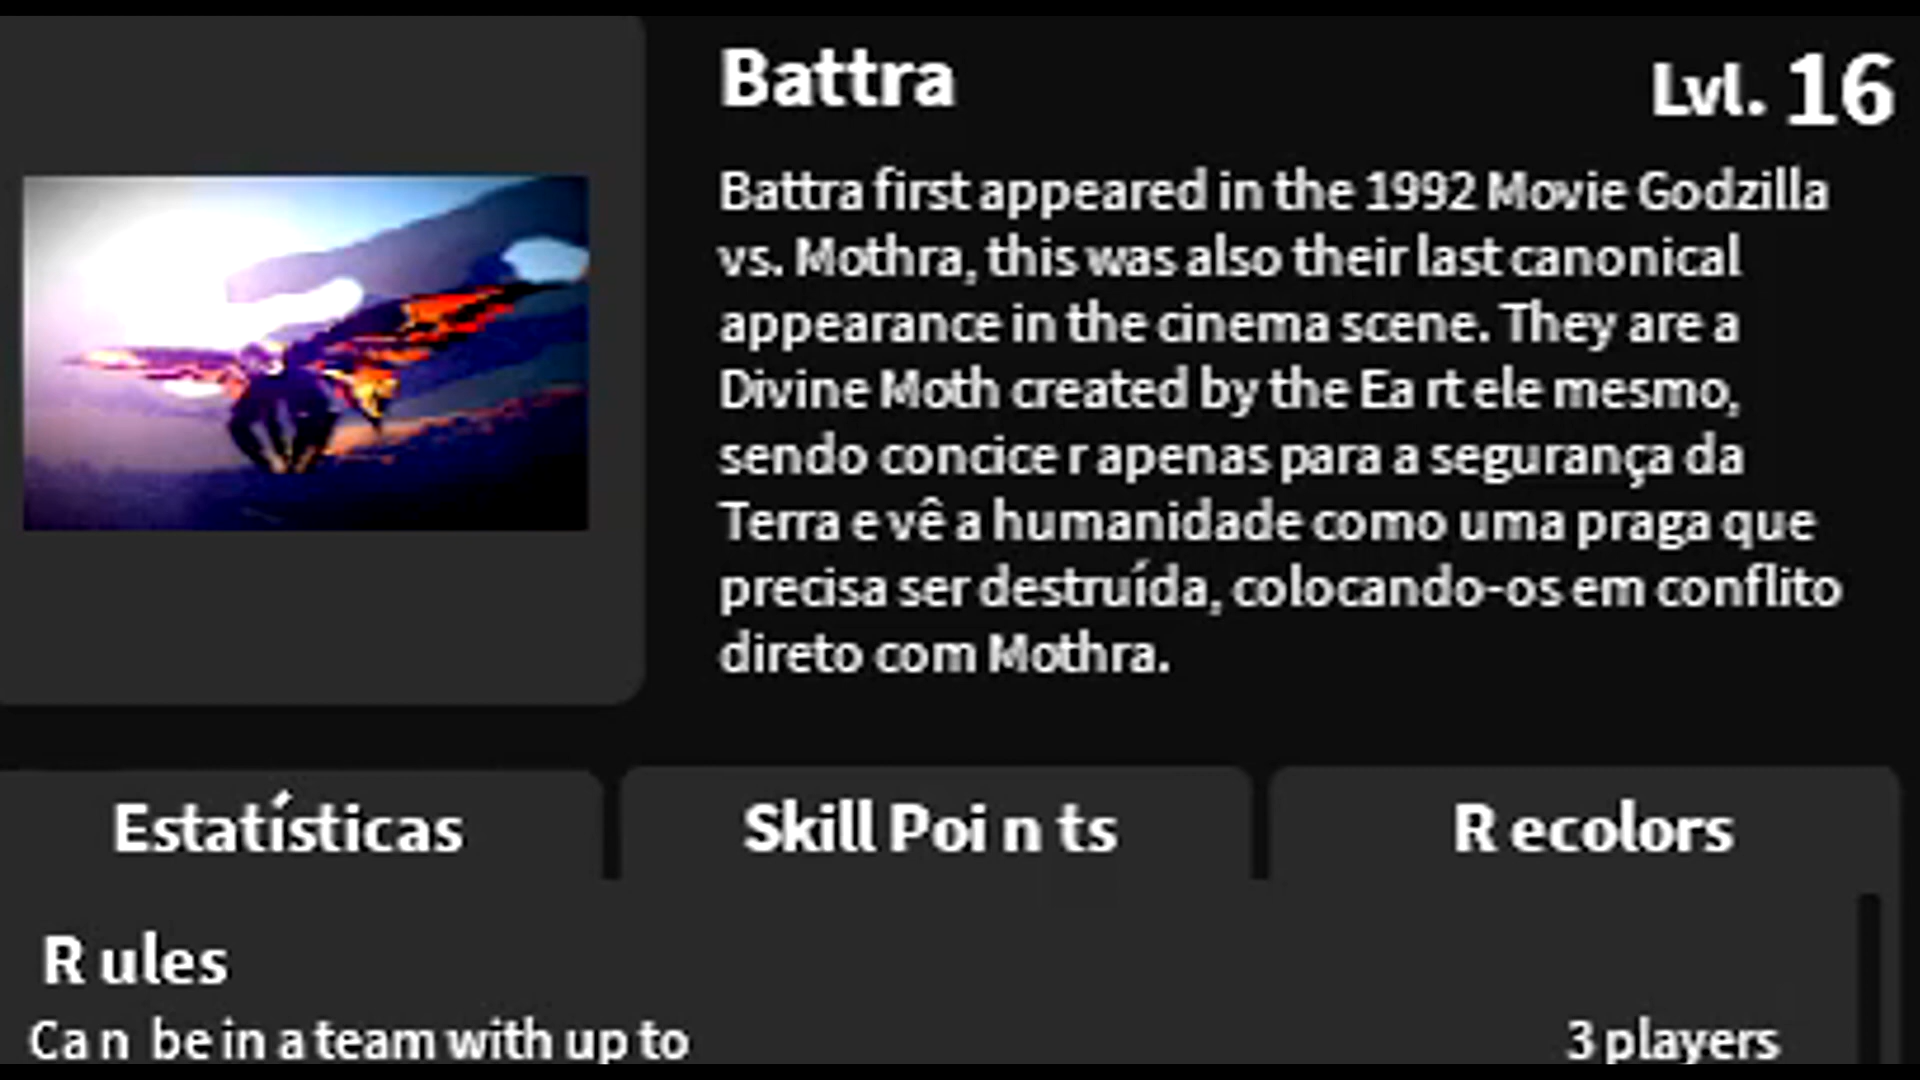 Battra
Lvl. 16
Battra first appeared in the 1992 Movie Godzilla
vs. Mothra, this was also their last canonical
appearance in the cinema scene. They are a
Divine Moth created by the Ea rt ele mesmo,
sendo concice r apenas para a segurança da
Terra e vê a humanidade como uma praga que
precisa ser destruída, colocando-os em conflito
direto com Mothra.
Estatísticas
Skill Poi n ts
R ecolors
R ules
Ca n be in a team with up to
3 players